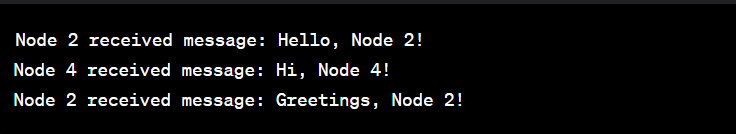 Node 2 received message: Hello, Node 2!
Node 4 received message: Hi, Node 4!
Node 2 received message: Greetings, Node 2!